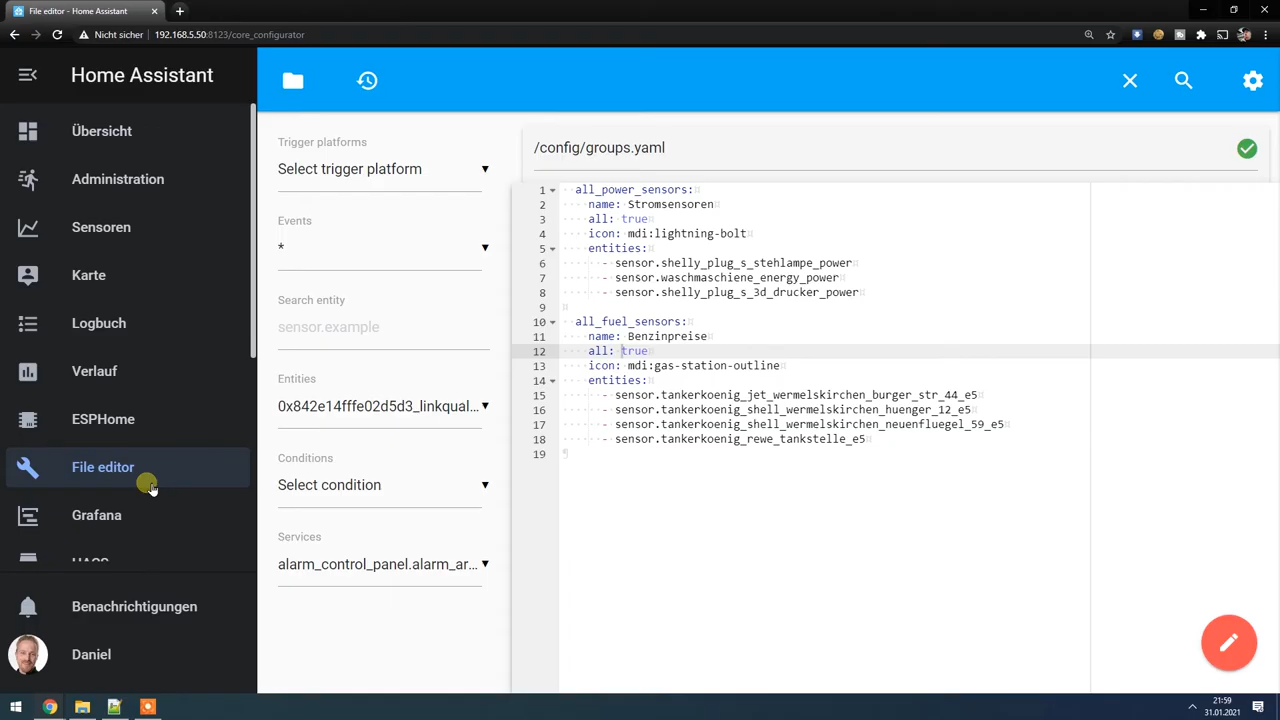 File editor - Home Assistant
Nicht sicher
192.168.5.50:8123/core_configurator
Home Assistant
Übersicht
Administration
Sensoren
Karte
Logbuch
Verlauf
ESPHome
File editor
Grafana
HAOS
Benachrichtigungen
Daniel
Trigger platforms
Select trigger platform
Events
*
Search entity
sensor.example
Entities
0x842e14fffe02d5d3_linkqual...
Conditions
Select condition
Services
alarm_control_panel.alarm_ar...
/config/groups.yaml
1 all_power_sensors:
2 name: Stromsensoren
3 all: true
4 icon: mdi:lightning-bolt
5 entities:
6 - sensor.shelly_plug_s_stehlampe_power
7 - sensor.waschmaschiene_energy_power
8 - sensor.shelly_plug_s_3d_drucker_power
9
10 all_fuel_sensors:
11 name: Benzinpreise
12 all: true
13 icon: mdi:gas-station-outline
14 entities:
15 - sensor.tankerkoenig_jet_wermelskirchen_burger_str_44_e5
16 - sensor.tankerkoenig_shell_wermelskirchen_huenger_12_e5
17 - sensor.tankerkoenig_shell_wermelskirchen_neuenfluegel_59_e5
18 - sensor.tankerkoenig_rewe_tankstelle_e5
19
21:59
31.01.2021